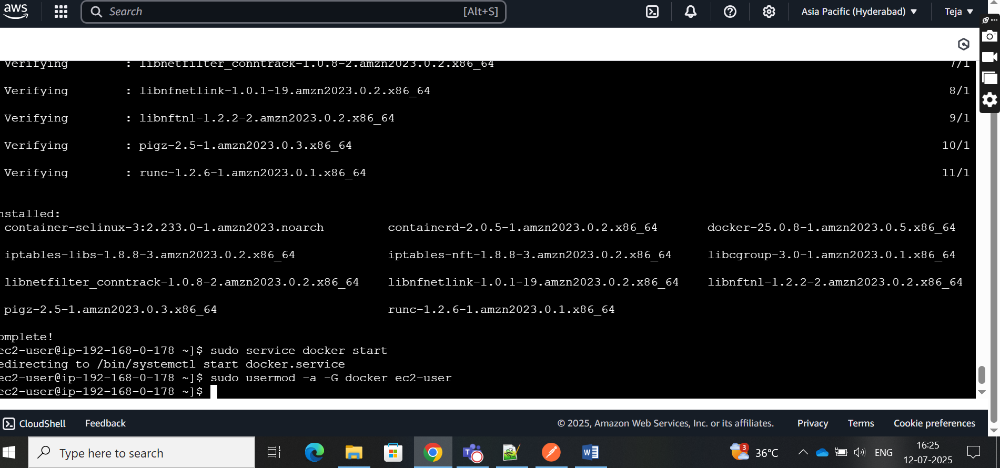 aws
Search
[Alt+S]
Asia Pacific (Hyderabad)
Teja
Verifying : libnetfilter_conntrack-1.0.8-2.amzn2023.0.2.x86_64 7/1
Verifying : libnfnetlink-1.0.1-19.amzn2023.0.2.x86_64 8/1
Verifying : libnftnl-1.2.2-2.amzn2023.0.2.x86_64 9/1
Verifying : pigz-2.5-1.amzn2023.0.3.x86_64 10/1
Verifying : runc-1.2.6-1.amzn2023.0.1.x86_64 11/1
nstalled:
container-selinux-3:2.233.0-1.amzn2023.noarch containerd-2.0.5-1.amzn2023.0.2.x86_64 docker-25.0.8-1.amzn2023.0.5.x86_64
iptables-libs-1.8.8-3.amzn2023.0.2.x86_64 iptables-nft-1.8.8-3.amzn2023.0.2.x86_64 libcgroup-3.0-1.amzn2023.0.1.x86_64
libnetfilter_conntrack-1.0.8-2.amzn2023.0.2.x86_64 libnfnetlink-1.0.1-19.amzn2023.0.2.x86_64 libnftnl-1.2.2-2.amzn2023.0.2.x86_64
pigz-2.5-1.amzn2023.0.3.x86_64 runc-1.2.6-1.amzn2023.0.1.x86_64
omplete!
ec2-user@ip-192-168-0-178 ~]$ sudo service docker start
edirecting to /bin/systemctl start docker.service
ec2-user@ip-192-168-0-178 ~]$ sudo usermod -a -G docker ec2-user
ec2-user@ip-192-168-0-178 ~]$
CloudShell Feedback © 2025, Amazon Web Services, Inc. or its affiliates. Privacy Terms Cookie preferences
Type here to search
3
36°C
ENG
16:25
12-07-2025